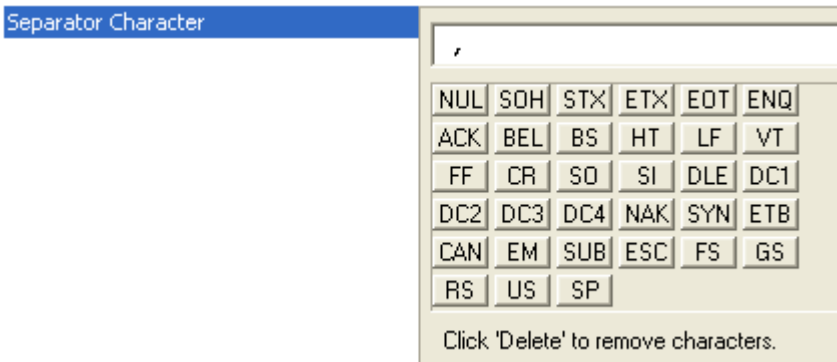 Separator Character
,
NUL SOH STX ETX EOT ENQ
ACK BEL BS HT LF VT
FF CR SO SI DLE DC1
DC2 DC3 DC4 NAK SYN ETB
CAN EM SUB ESC FS GS
RS US SP
Click 'Delete' to remove characters.